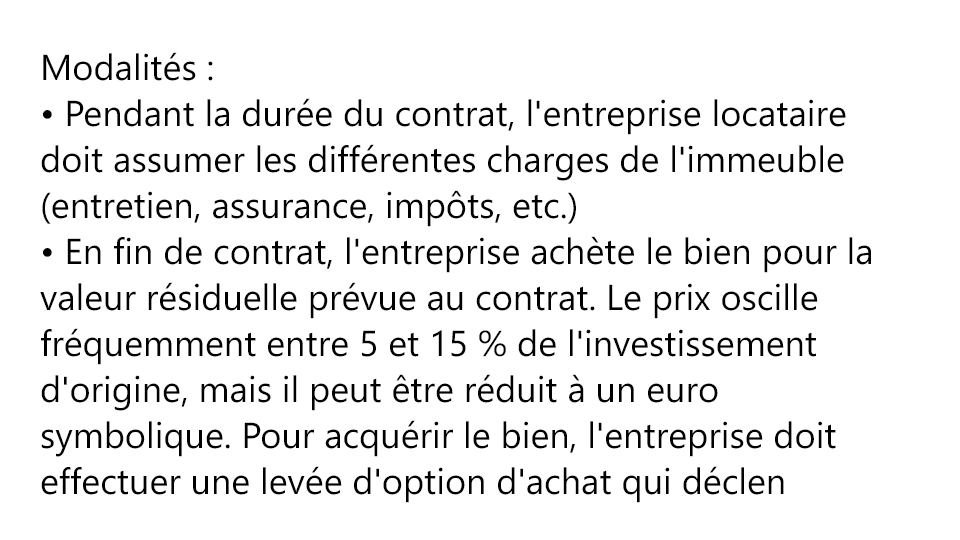 Modalités :
• Pendant la durée du contrat, l'entreprise locataire
doit assumer les différentes charges de l'immeuble
(entretien, assurance, impôts, etc.)
• En fin de contrat, l'entreprise achète le bien pour la
valeur résiduelle prévue au contrat. Le prix oscille
fréquemment entre 5 et 15 % de l'investissement
d'origine, mais il peut être réduit à un euro
symbolique. Pour acquérir le bien, l'entreprise doit
effectuer une levée d'option d'achat qui déclen